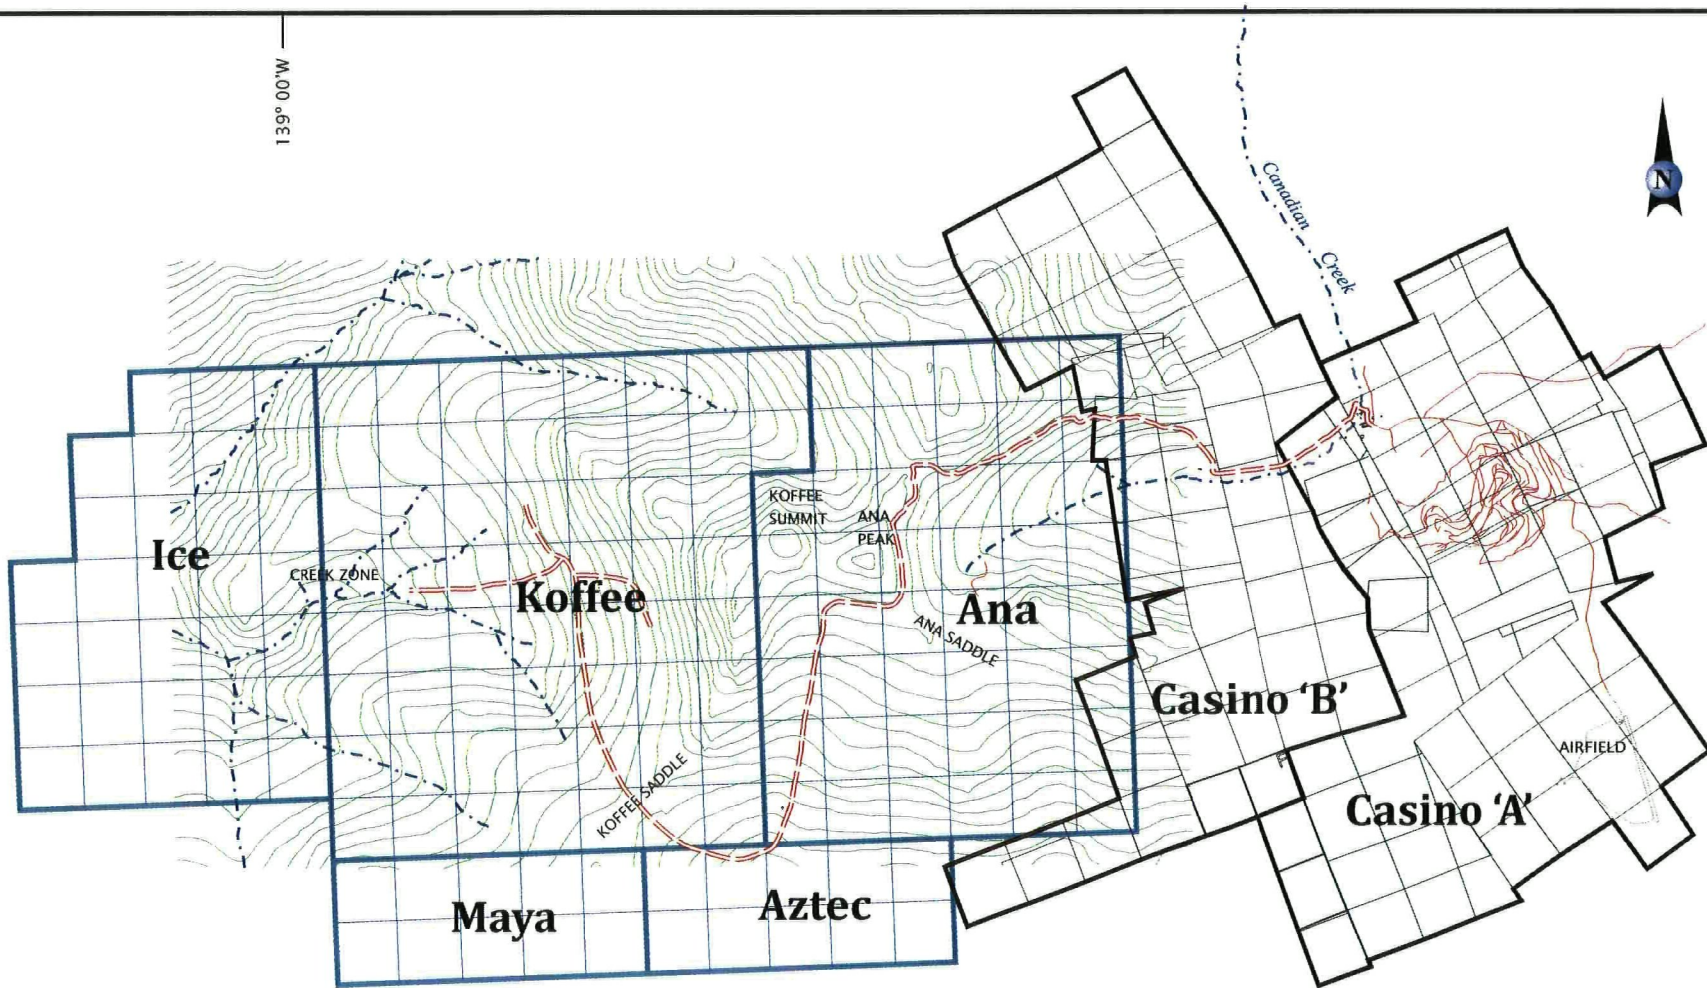 139° 00'W
N
Canadian
Creek
KOFFEE
SUMMIT
ANA
PEAK
Ice
CREEK ZONE
Koffee
Ana
ANA SADDLE
Casino ‘B’
KOFFEE SADDLE
AIRFIELD
Casino ‘A’
Maya
Aztec